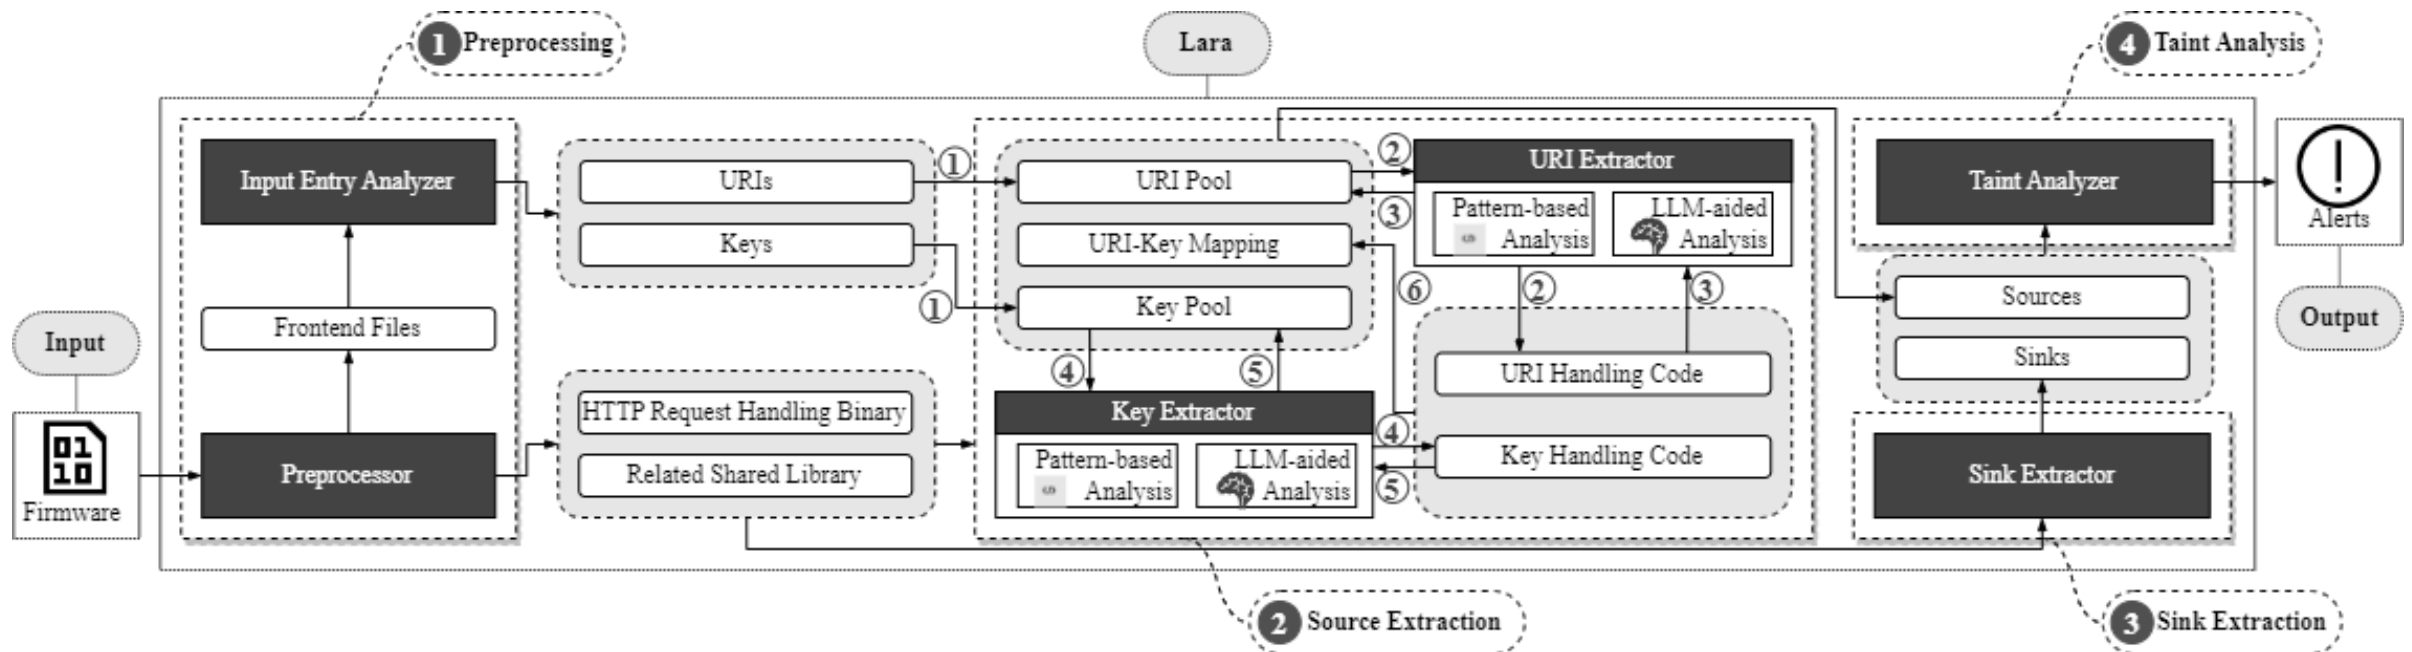 1 Preprocessing
Lara
4 Taint Analysis
Input Entry Analyzer
Frontend Files
Preprocessor
Input
Firmware
URIs
Keys
HTTP Request Handling Binary
Related Shared Library
①
①
URI Pool
URI-Key Mapping
Key Pool
②
③
④
⑤
⑥
②
③
URI Extractor
Pattern-based
Analysis
LLM-aided
Analysis
URI Handling Code
Key Handling Code
④
⑤
Key Extractor
Pattern-based
Analysis
LLM-aided
Analysis
Taint Analyzer
Sources
Sinks
Sink Extractor
Alerts
Output
2 Source Extraction
3 Sink Extraction
0110